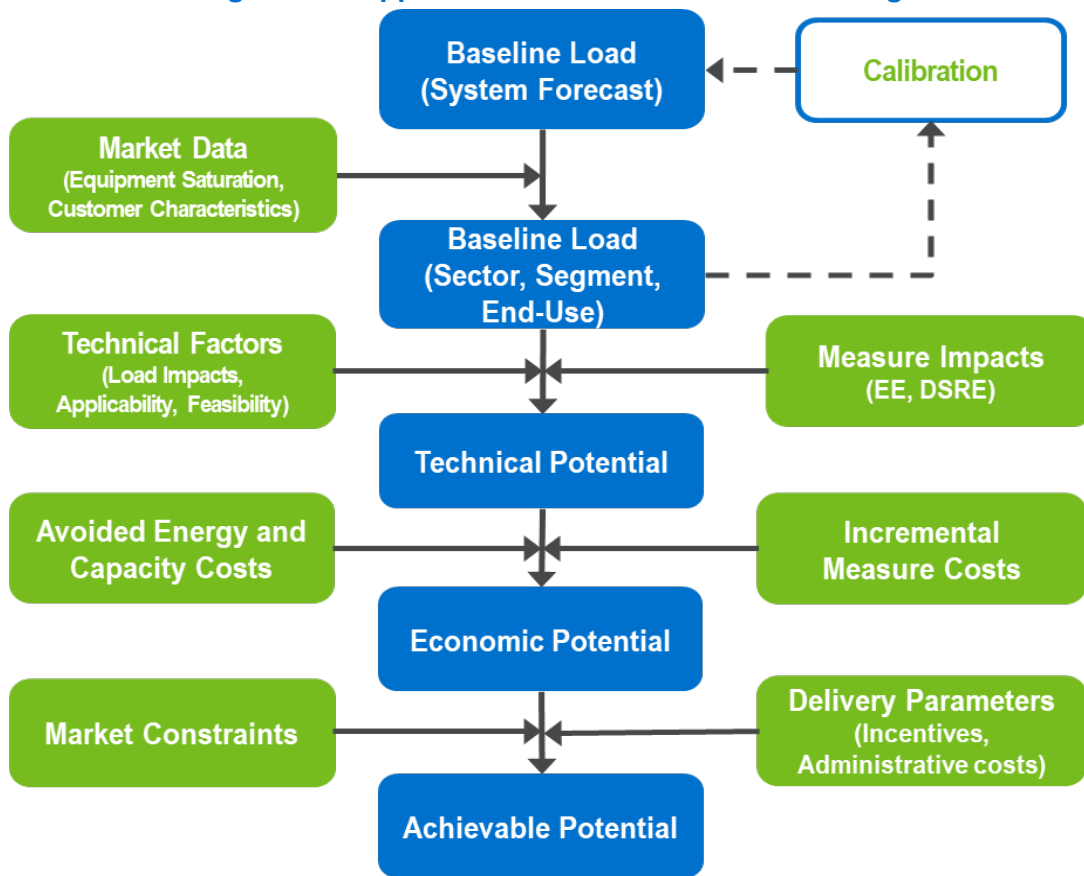 Baseline Load
(System Forecast)
Calibration
Market Data
(Equipment Saturation,
Customer Characteristics)
Baseline Load
(Sector, Segment,
End-Use)
Technical Factors
(Load Impacts,
Applicability, Feasibility)
Measure Impacts
(EE, DSRE)
Technical Potential
Avoided Energy and
Capacity Costs
Incremental
Measure Costs
Economic Potential
Market Constraints
Delivery Parameters
(Incentives,
Administrative costs)
Achievable Potential